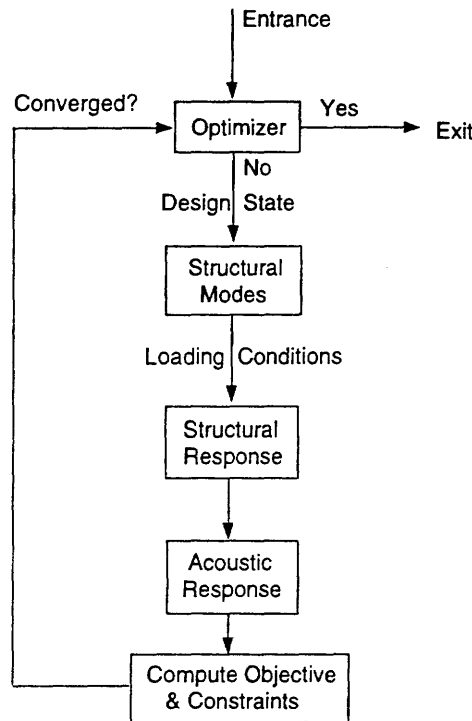 Entrance
Converged?
Optimizer
Yes
Exit
No
Design State
Structural
Modes
Loading Conditions
Structural
Response
Acoustic
Response
Compute Objective
& Constraints